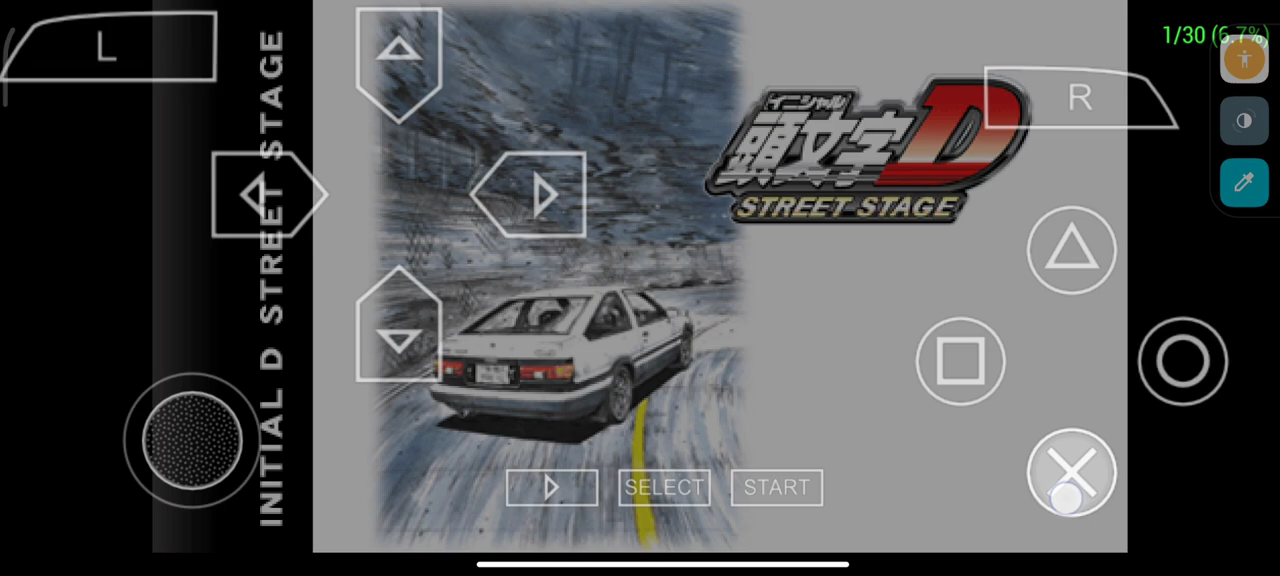 L
1/30 (6.7%)
R
INITIAL D STREET STAGE
イニシャル
頭文字D
STREET STAGE
SELECT
START